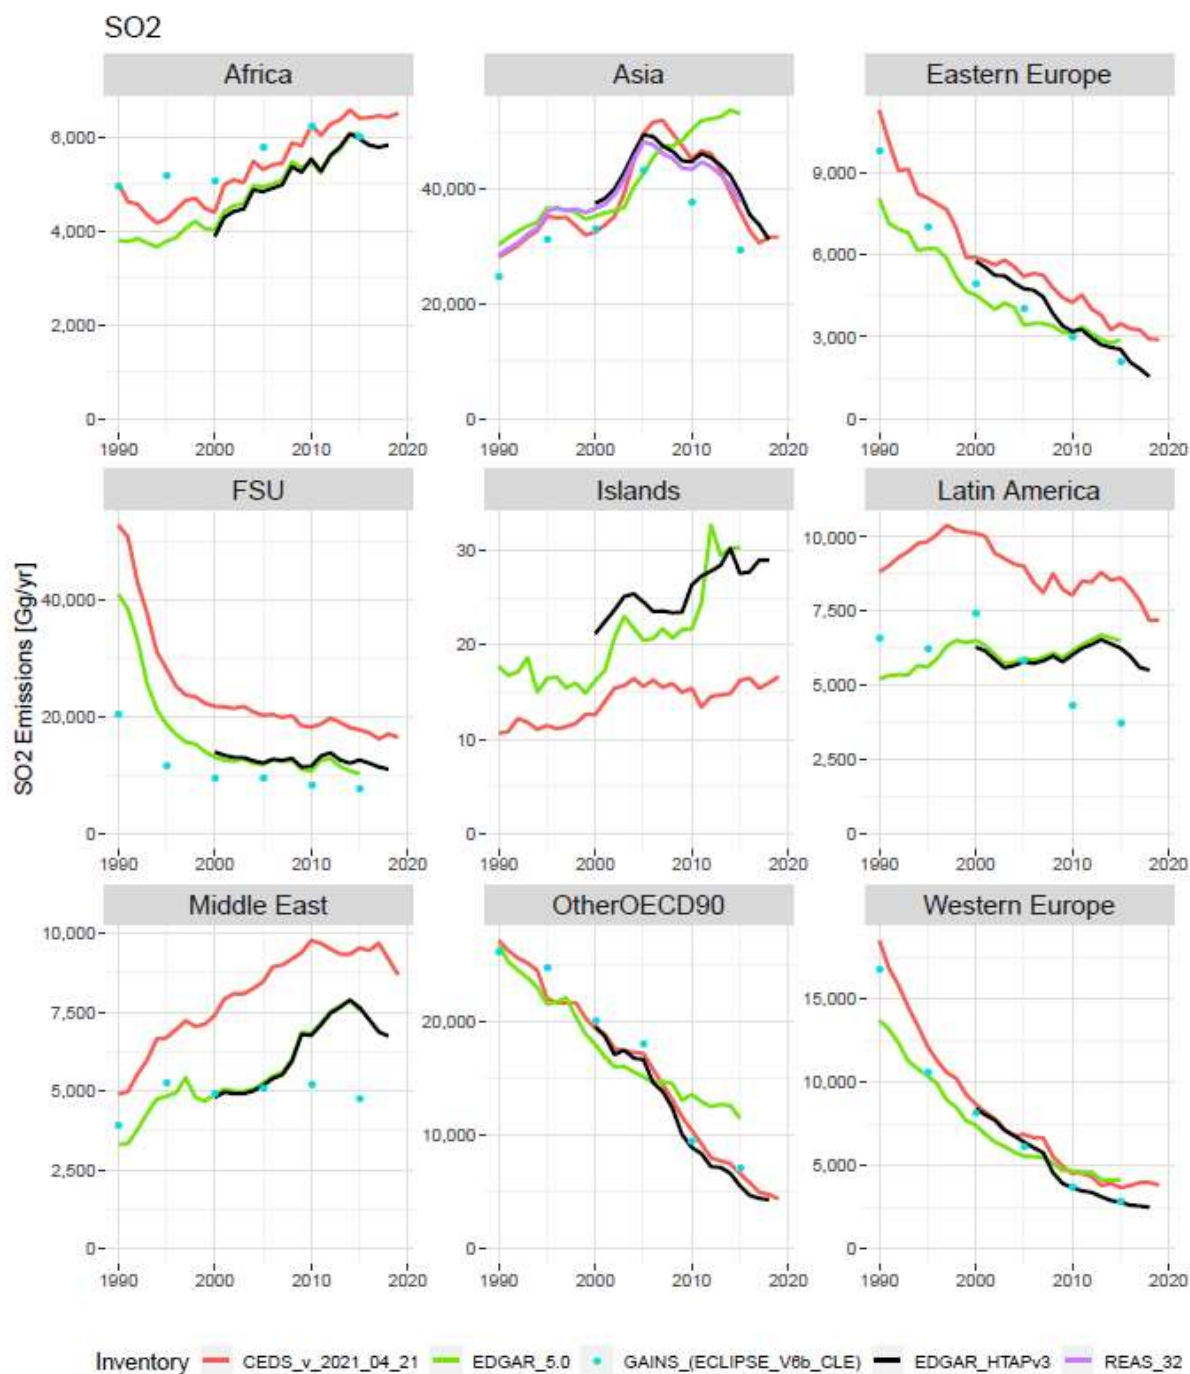 SO2
Africa
Asia
Eastern Europe
6,000
4,000
2,000
0
1990 2000 2010 2020
40,000
20,000
0
1990 2000 2010 2020
9,000
6,000
3,000
0
1990 2000 2010 2020
FSU
Islands
Latin America
SO2 Emissions [Gg/yr]
40,000
20,000
0
1990 2000 2010 2020
30
20
10
0
1990 2000 2010 2020
10,000
7,500
5,000
2,500
0
1990 2000 2010 2020
Middle East
OtherOECD90
Western Europe
10,000
7,500
5,000
2,500
0
1990 2000 2010 2020
20,000
10,000
0
1990 2000 2010 2020
15,000
10,000
5,000
0
1990 2000 2010 2020
Inventory CEDS_v_2021_04_21 EDGAR_5.0 GAINS_(ECLIPSE_V6b_CLE) EDGAR_HTAPv3 REAS_32